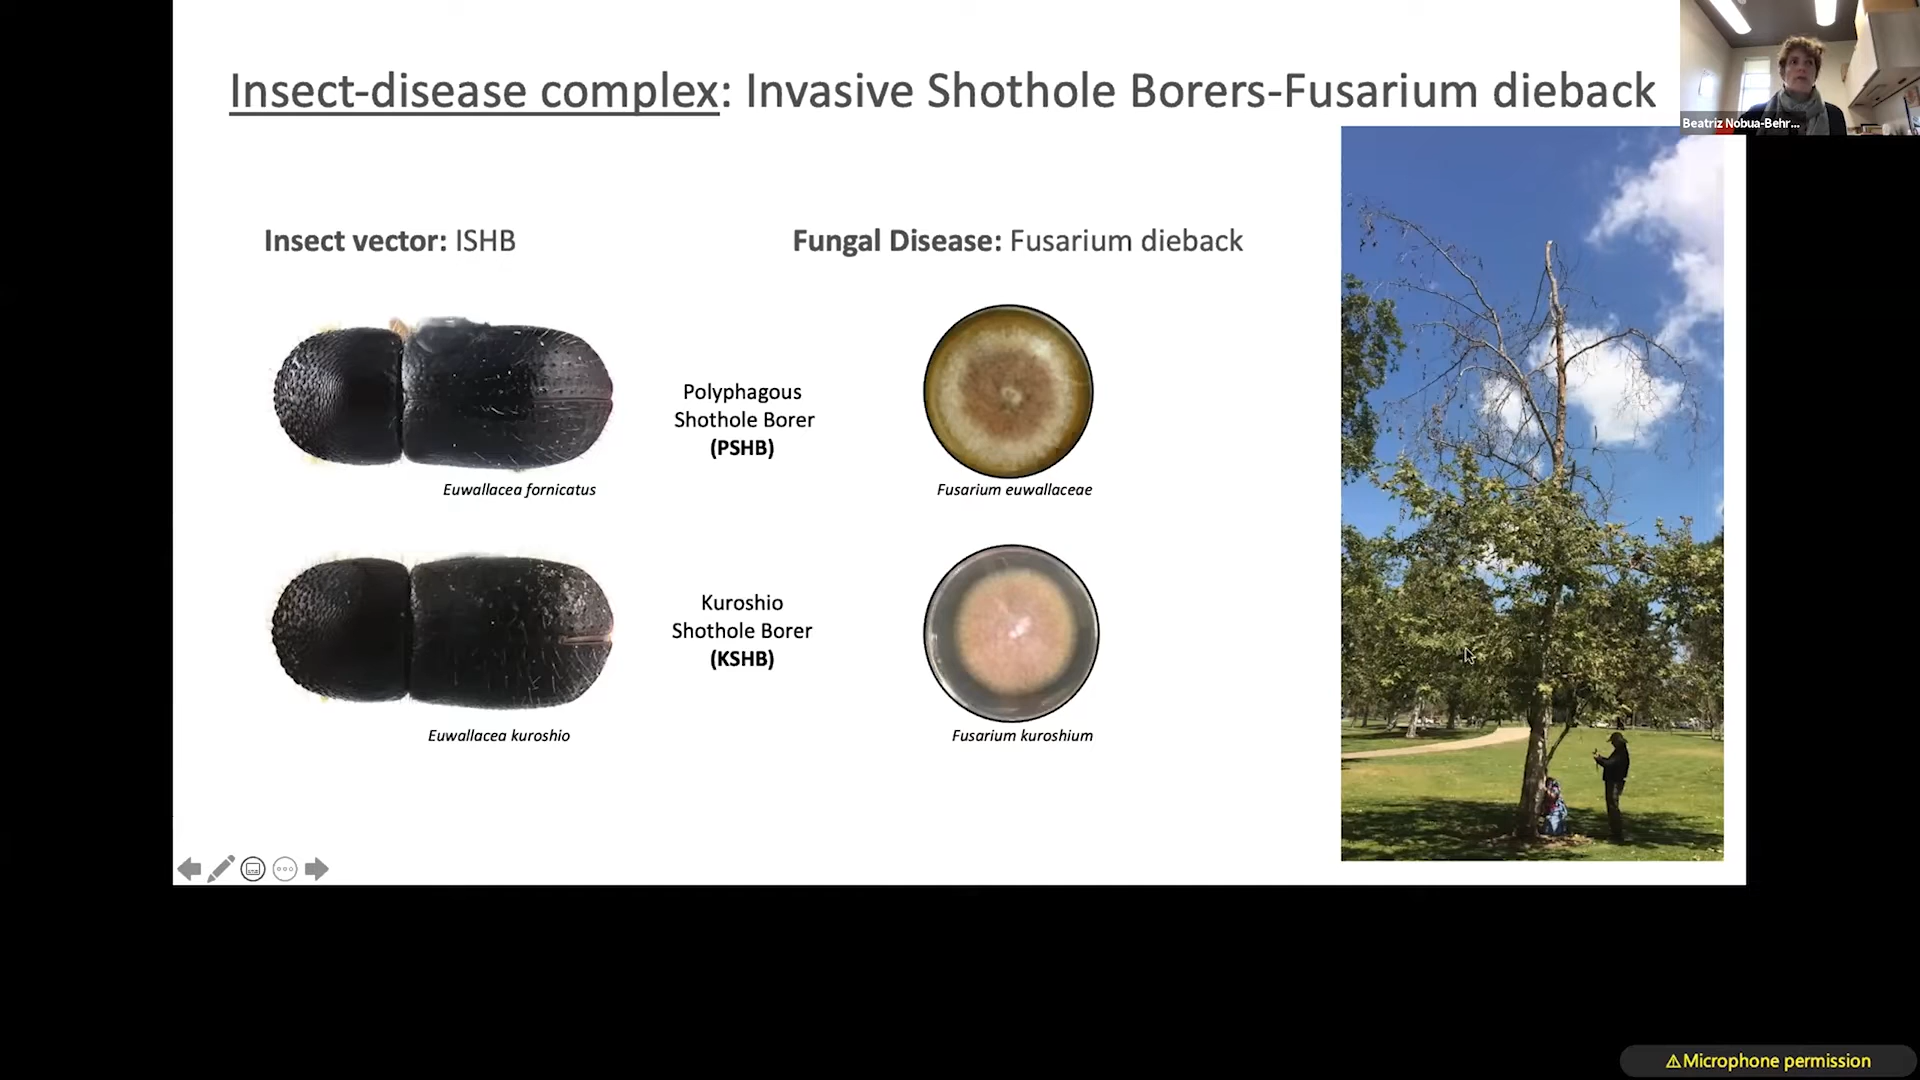 Insect-disease complex: Invasive Shothole Borers-Fusarium dieback
Beatriz Nobua-Behr...
Insect vector: ISHB
Fungal Disease: Fusarium dieback
Polyphagous
Shothole Borer
(PSHB)
Euwallacea fornicatus
Fusarium euwallaceae
Kuroshio
Shothole Borer
(KSHB)
Euwallacea kuroshio
Fusarium kuroshium
⚠Microphone permission